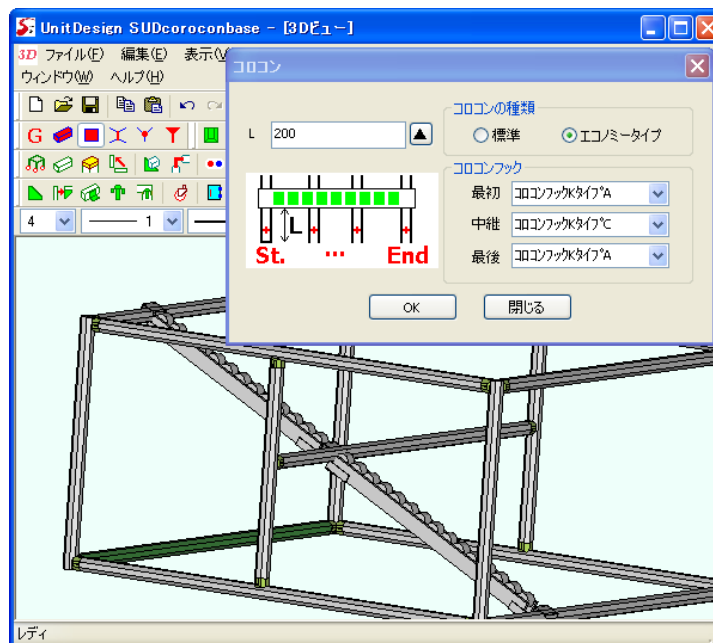 UnitDesign SUDcoroconbase - [3Dビュー]
3D ファイル(F) 編集(E) 表示(V
ウィンドウ(W) ヘルプ(H)
G
4 1
コロコン
L 200
コロコンの種類
標準 エコノミータイプ
コロコンフック
最初 コロコンフックKタイプA
中継 コロコンフックKタイプC
最後 コロコンフックKタイプA
L
St. ... End
OK 閉じる
レディ